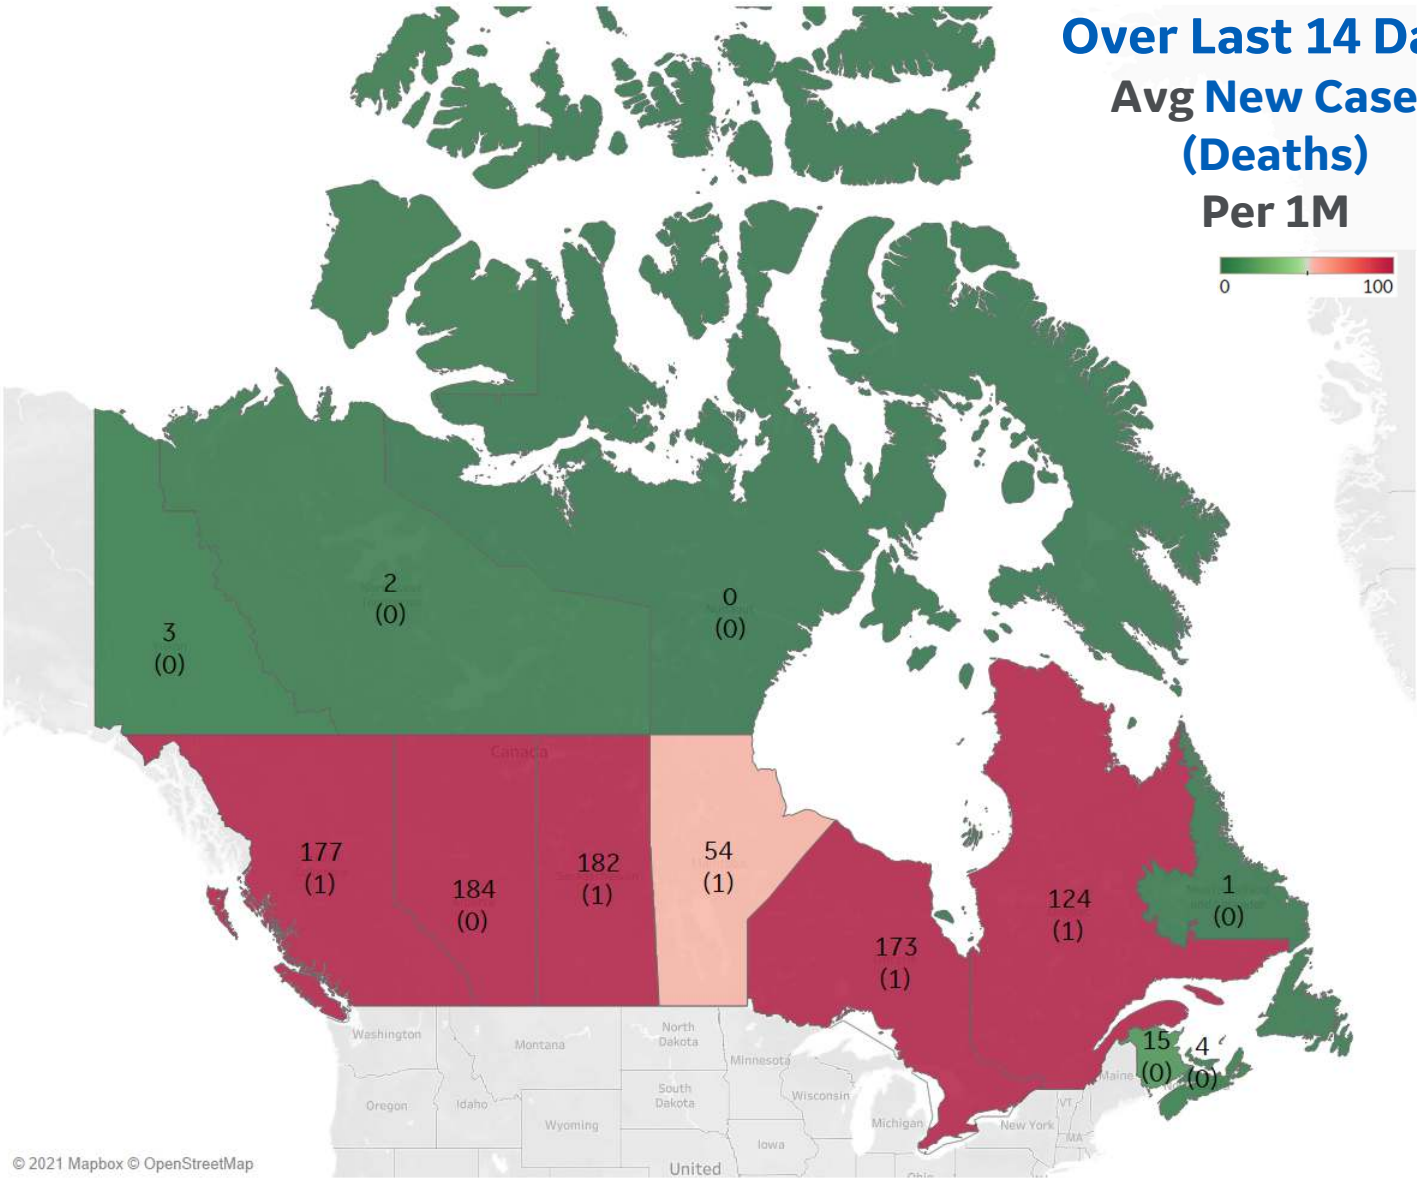 Over Last 14 Da
Avg New Case
(Deaths)
Per 1M
0
100
2
(0)
0
(0)
3
(0)
Canada
177
(1)
184
(0)
182
(1)
54
(1)
173
(1)
124
(1)
1
(0)
15
(0)
4
(0)
Washington
Montana
North
Dakota
Minnesota
Maine
Oregon
Idaho
South
Dakota
Wisconsin
Wyoming
Michigan
New York
VT
MA
Iowa
United
Ohio
© 2021 Mapbox © OpenStreetMap